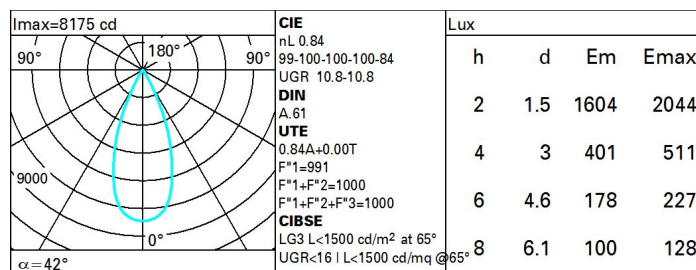 Imax=8175 cd
180°
90°
90°
9000
0°
α=42°
CIE
nL 0.84
99-100-100-100-84
UGR 10.8-10.8
DIN
A.61
UTE
0.84A+0.00T
F"1=991
F"1+F"2=1000
F"1+F"2+F"3=1000
CIBSE
LG3 L<1500 cd/m² at 65°
UGR<16 | L<1500 cd/mq @65°
Lux
h d Em Emax
2 1.5 1604 2044
4 3 401 511
6 4.6 178 227
8 6.1 100 128